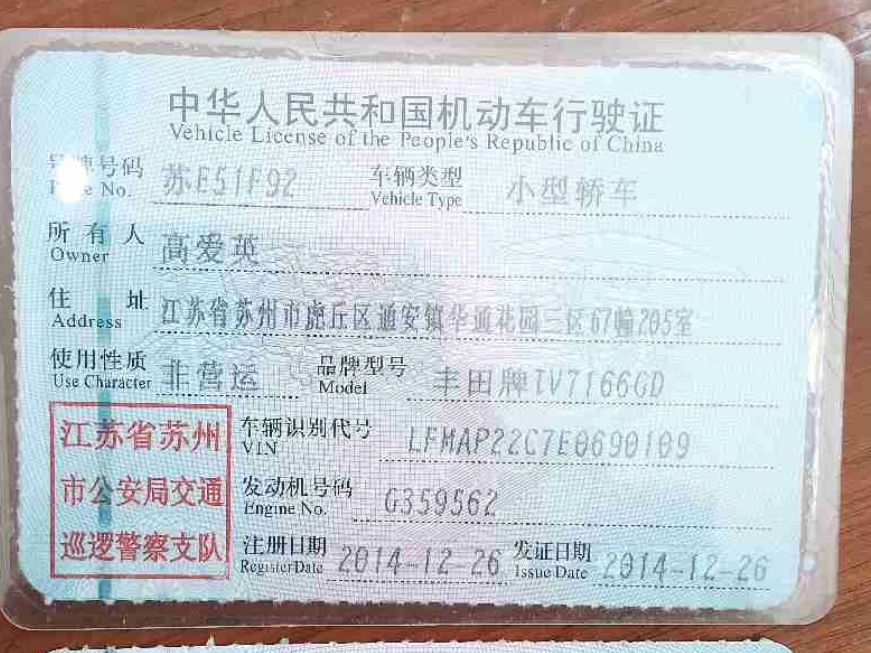 中华人民共和国机动车行驶证
Vehicle License of the People's Republic of China
号牌号码 苏E51F92 车辆类型 小型轿车
Plate No. Vehicle Type
所有人 高爱英
Owner
住址 江苏省苏州市虎丘区通安镇华通花园三区67幢205室
Address
使用性质 非营运 品牌型号 丰田牌TV7166GD
Use Character Model
江苏省苏州 车辆识别代号 LFMAP22C7E0690109
VIN
市公安局交通 发动机号码 G359562
Engine No.
巡逻警察支队 注册日期 2014-12-26 发证日期 2014-12-26
Register Date Issue Date